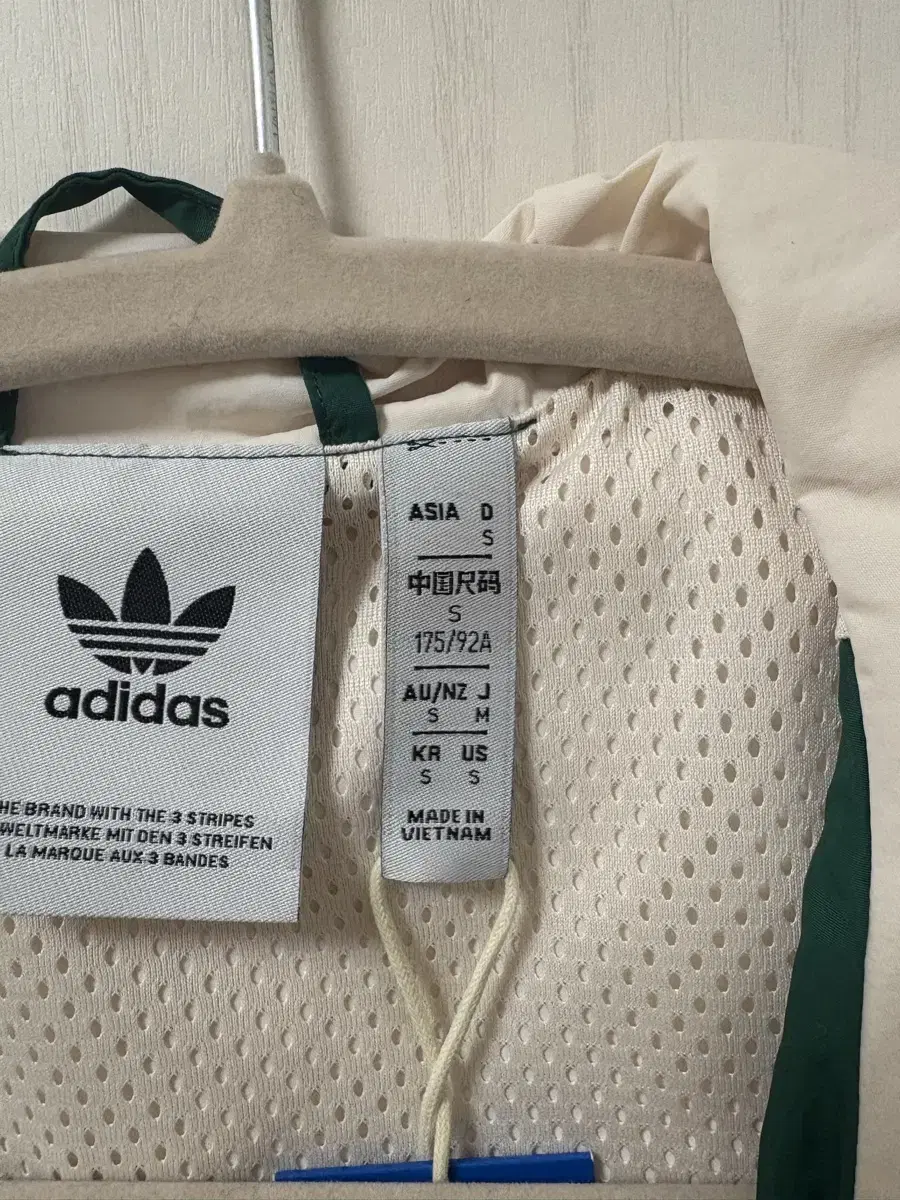 adidas
HE BRAND WITH THE 3 STRIPES
WELTMARKE MIT DEN 3 STREIFEN
LA MARQUE AUX 3 BANDES
ASIA D
S
中国尺码
S
175/92A
AU/NZ J
S M
KR US
S S
MADE IN
VIETNAM